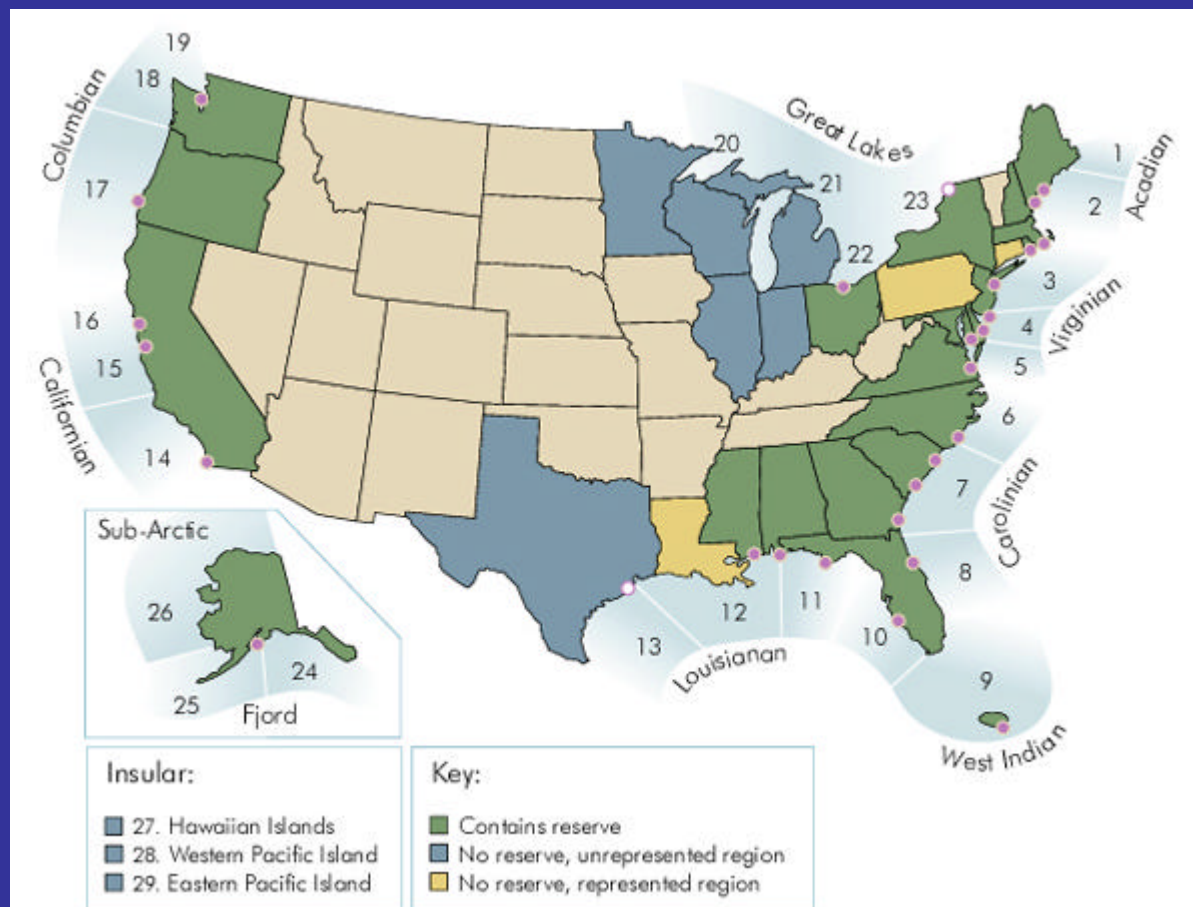 19
18
Columbian
17
16
15
Californian
14
Great Lakes
20
21
22
23
1
Acadian
2
3
Virginian
4
5
6
7
Carolinian
8
9
West Indian
10
11
12
Louisianan
13
Sub-Arctic
26
25
24
Fjord
Insular:
27. Hawaiian Islands
28. Western Pacific Island
29. Eastern Pacific Island
Key:
Contains reserve
No reserve, unrepresented region
No reserve, represented region